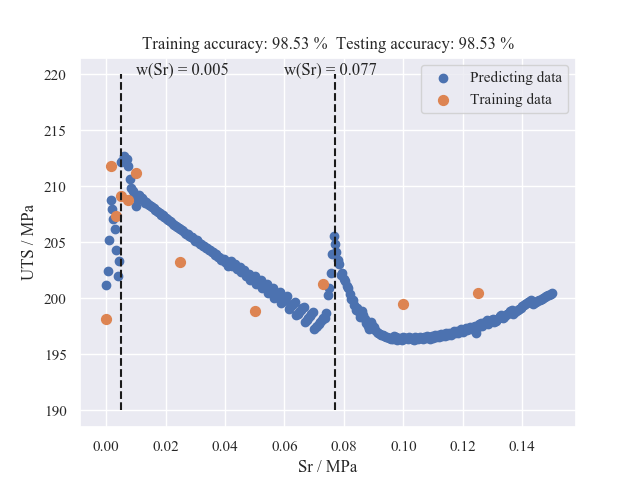 Training accuracy: 98.53 %  Testing accuracy: 98.53 %
w(Sr) = 0.005
w(Sr) = 0.077
Predicting data
Training data
220
215
210
205
200
195
190
UTS / MPa
0.00
0.02
0.04
0.06
0.08
0.10
0.12
0.14
Sr / MPa